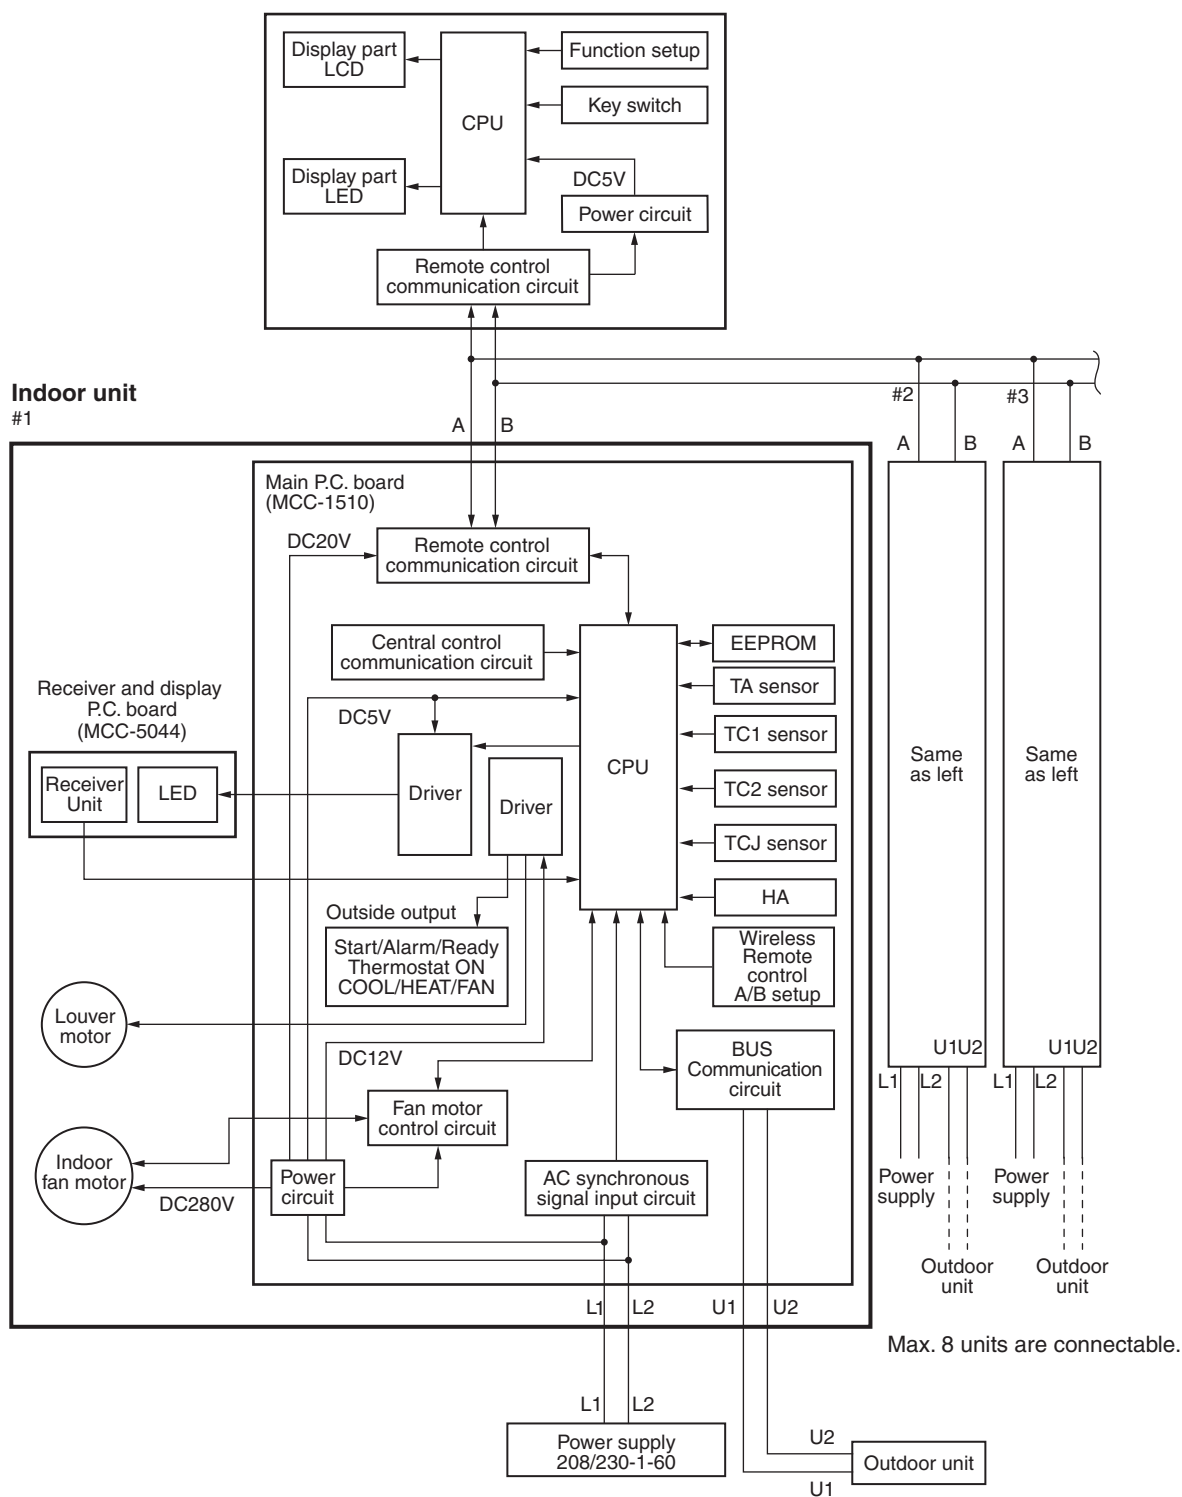 Display part
LCD
CPU
Function setup
Key switch
Display part
LED
DC5V
Power circuit
Remote control
communication circuit
Indoor unit
#1
A
B
#2
#3
A
B
A
B
Main P.C. board
(MCC-1510)
DC20V
Remote control
communication circuit
Central control
communication circuit
EEPROM
TA sensor
Receiver and display
P.C. board
(MCC-5044)
DC5V
TC1 sensor
CPU
Same
as left
Same
as left
Receiver
Unit
LED
Driver
Driver
TC2 sensor
TCJ sensor
HA
Outside output
Start/Alarm/Ready
Thermostat ON
COOL/HEAT/FAN
Wireless
Remote
control
A/B setup
Louver
motor
DC12V
BUS
Communication
circuit
U1U2
U1U2
L1
L2
L1
L2
Fan motor
control circuit
Indoor
fan motor
DC280V
Power
circuit
AC synchronous
signal input circuit
Power
supply
Power
supply
Outdoor
unit
Outdoor
unit
L1
L2
U1
U2
Max. 8 units are connectable.
L1
L2
Power supply
208/230-1-60
U2
Outdoor unit
U1